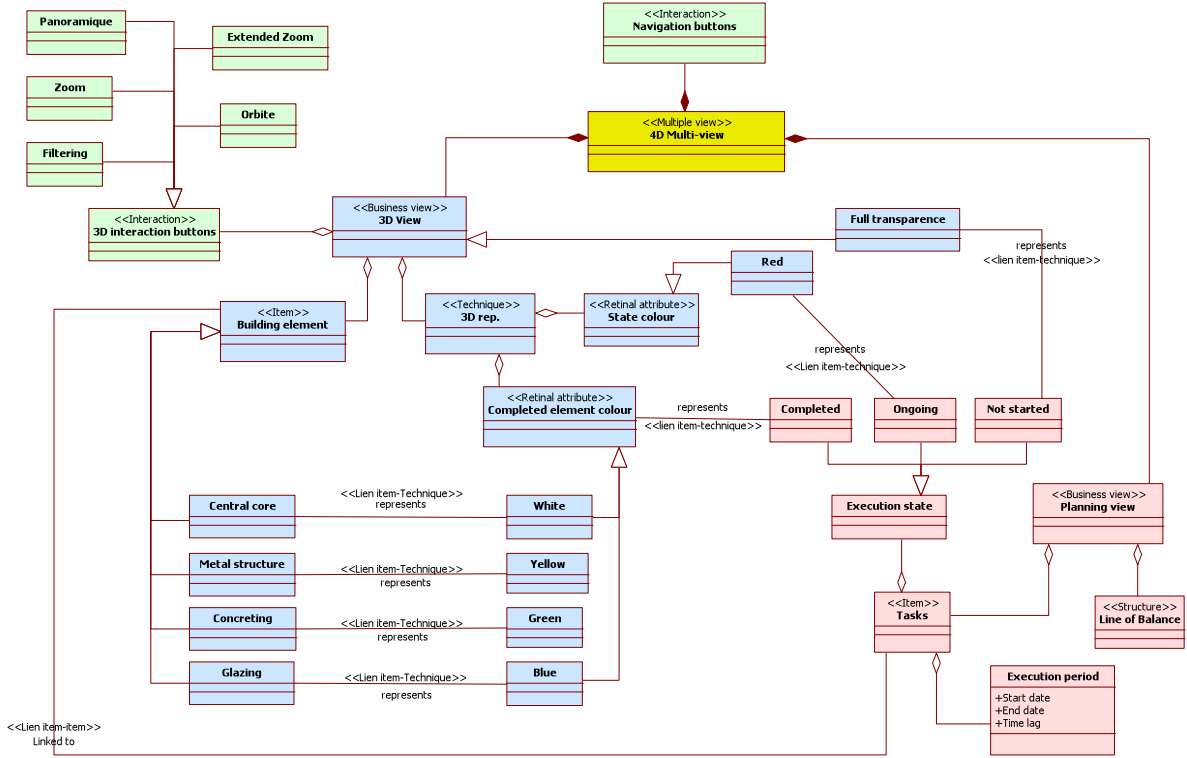 Panoramique
Extended Zoom
Zoom
Orbite
Filtering
<<Interaction>>
3D interaction buttons
<<Interaction>>
Navigation buttons
<<Multiple view>>
4D Multi-view
<<Business view>>
3D View
Full transparence
represents
<<lien item-technique>>
Red
<<Item>>
Building element
<<Technique>>
3D rep.
<<Retinal attribute>>
State colour
represents
<<Lien item-technique>>
<<Retinal attribute>>
Completed element colour
represents
<<lien item-technique>>
Completed
Ongoing
Not started
Central core
<<Lien item-Technique>>
represents
White
Metal structure
<<Lien item-Technique>>
represents
Yellow
Concreting
<<Lien item-Technique>>
represents
Green
Glazing
<<Lien item-Technique>>
represents
Blue
Execution state
<<Business view>>
Planning view
<<Item>>
Tasks
<<Structure>>
Line of Balance
Execution period
+Start date
+End date
+Time lag
<<Lien item-item>>
Linked to